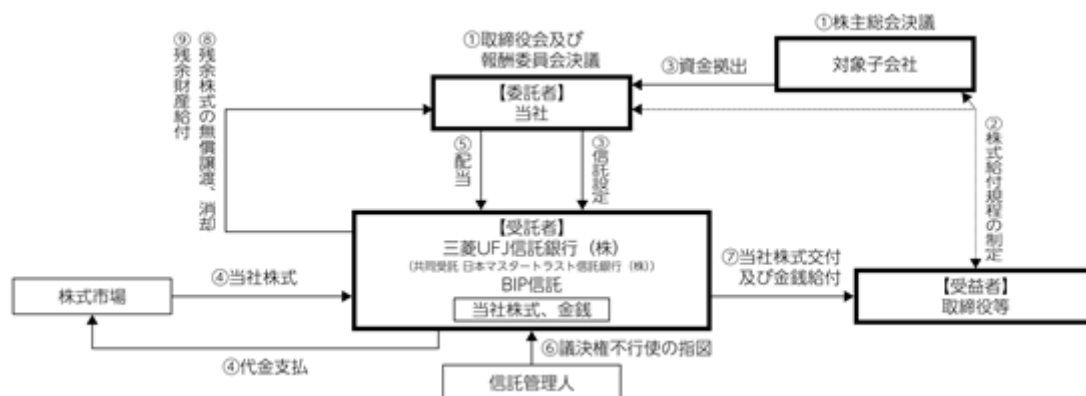 ⑧残余株式の無償譲渡、消却
⑨残余財産給付
①取締役会及び
報酬委員会決議
①株主総会決議
③資金拠出
対象子会社
【委託者】
当社
⑤配当
③信託設定
②株式給付規程の制定
【受託者】
三菱UFJ信託銀行（株）
（共同受託 日本マスタートラスト信託銀行（株））
BIP信託
当社株式、金銭
④当社株式
株式市場
④代金支払
⑦当社株式交付
及び金銭給付
【受益者】
取締役等
⑥議決権不行使の指図
信託管理人